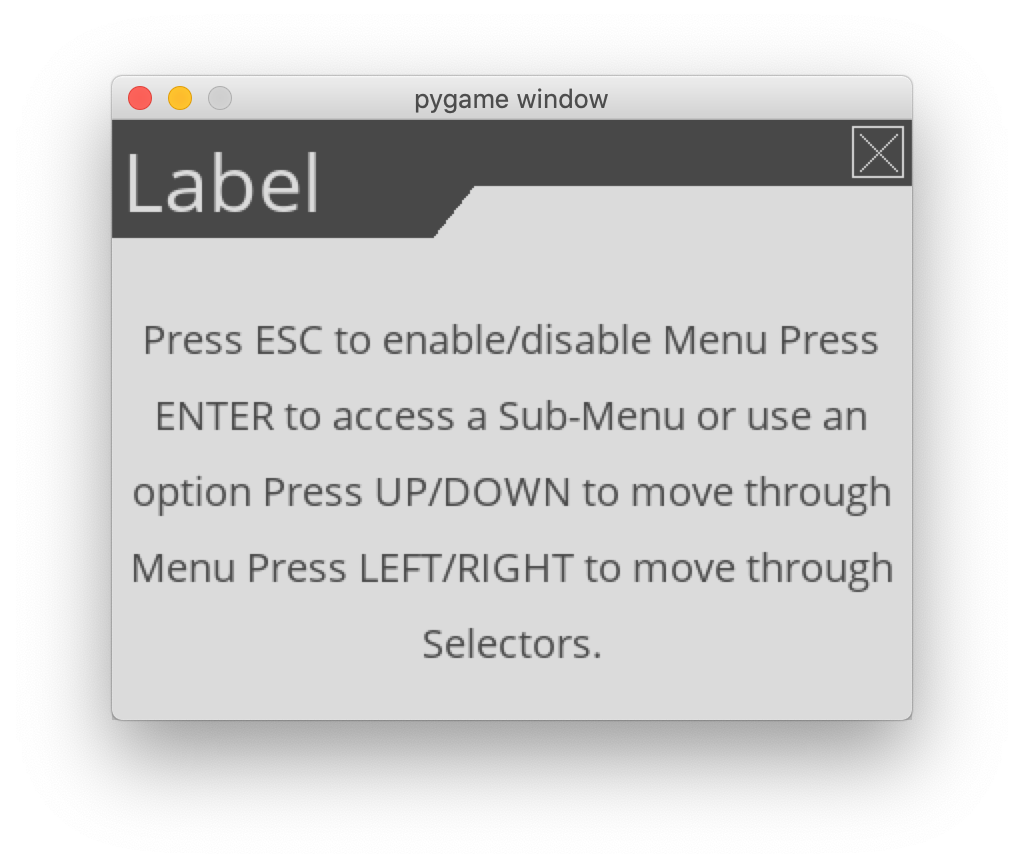 pygame window
Label
Press ESC to enable/disable Menu Press
ENTER to access a Sub-Menu or use an
option Press UP/DOWN to move through
Menu Press LEFT/RIGHT to move through
Selectors.